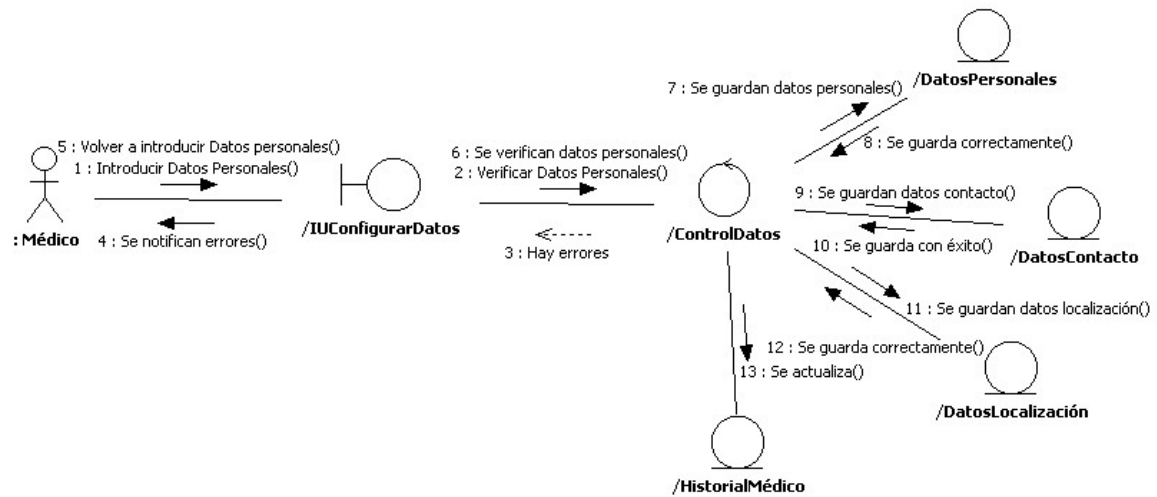 /DatosPersonales
7 : Se guardan datos personales()
8 : Se guarda correctamente()
5 : Volver a introducir Datos personales()
1 : Introducir Datos Personales()
6 : Se verifican datos personales()
2 : Verificar Datos Personales()
9 : Se guardan datos contacto()
: Médico
4 : Se notifican errores()
/IUConfigurarDatos
3 : Hay errores
/ControlDatos
10 : Se guarda con éxito()
/DatosContacto
11 : Se guardan datos localización()
12 : Se guarda correctamente()
13 : Se actualiza()
/DatosLocalización
/HistorialMédico